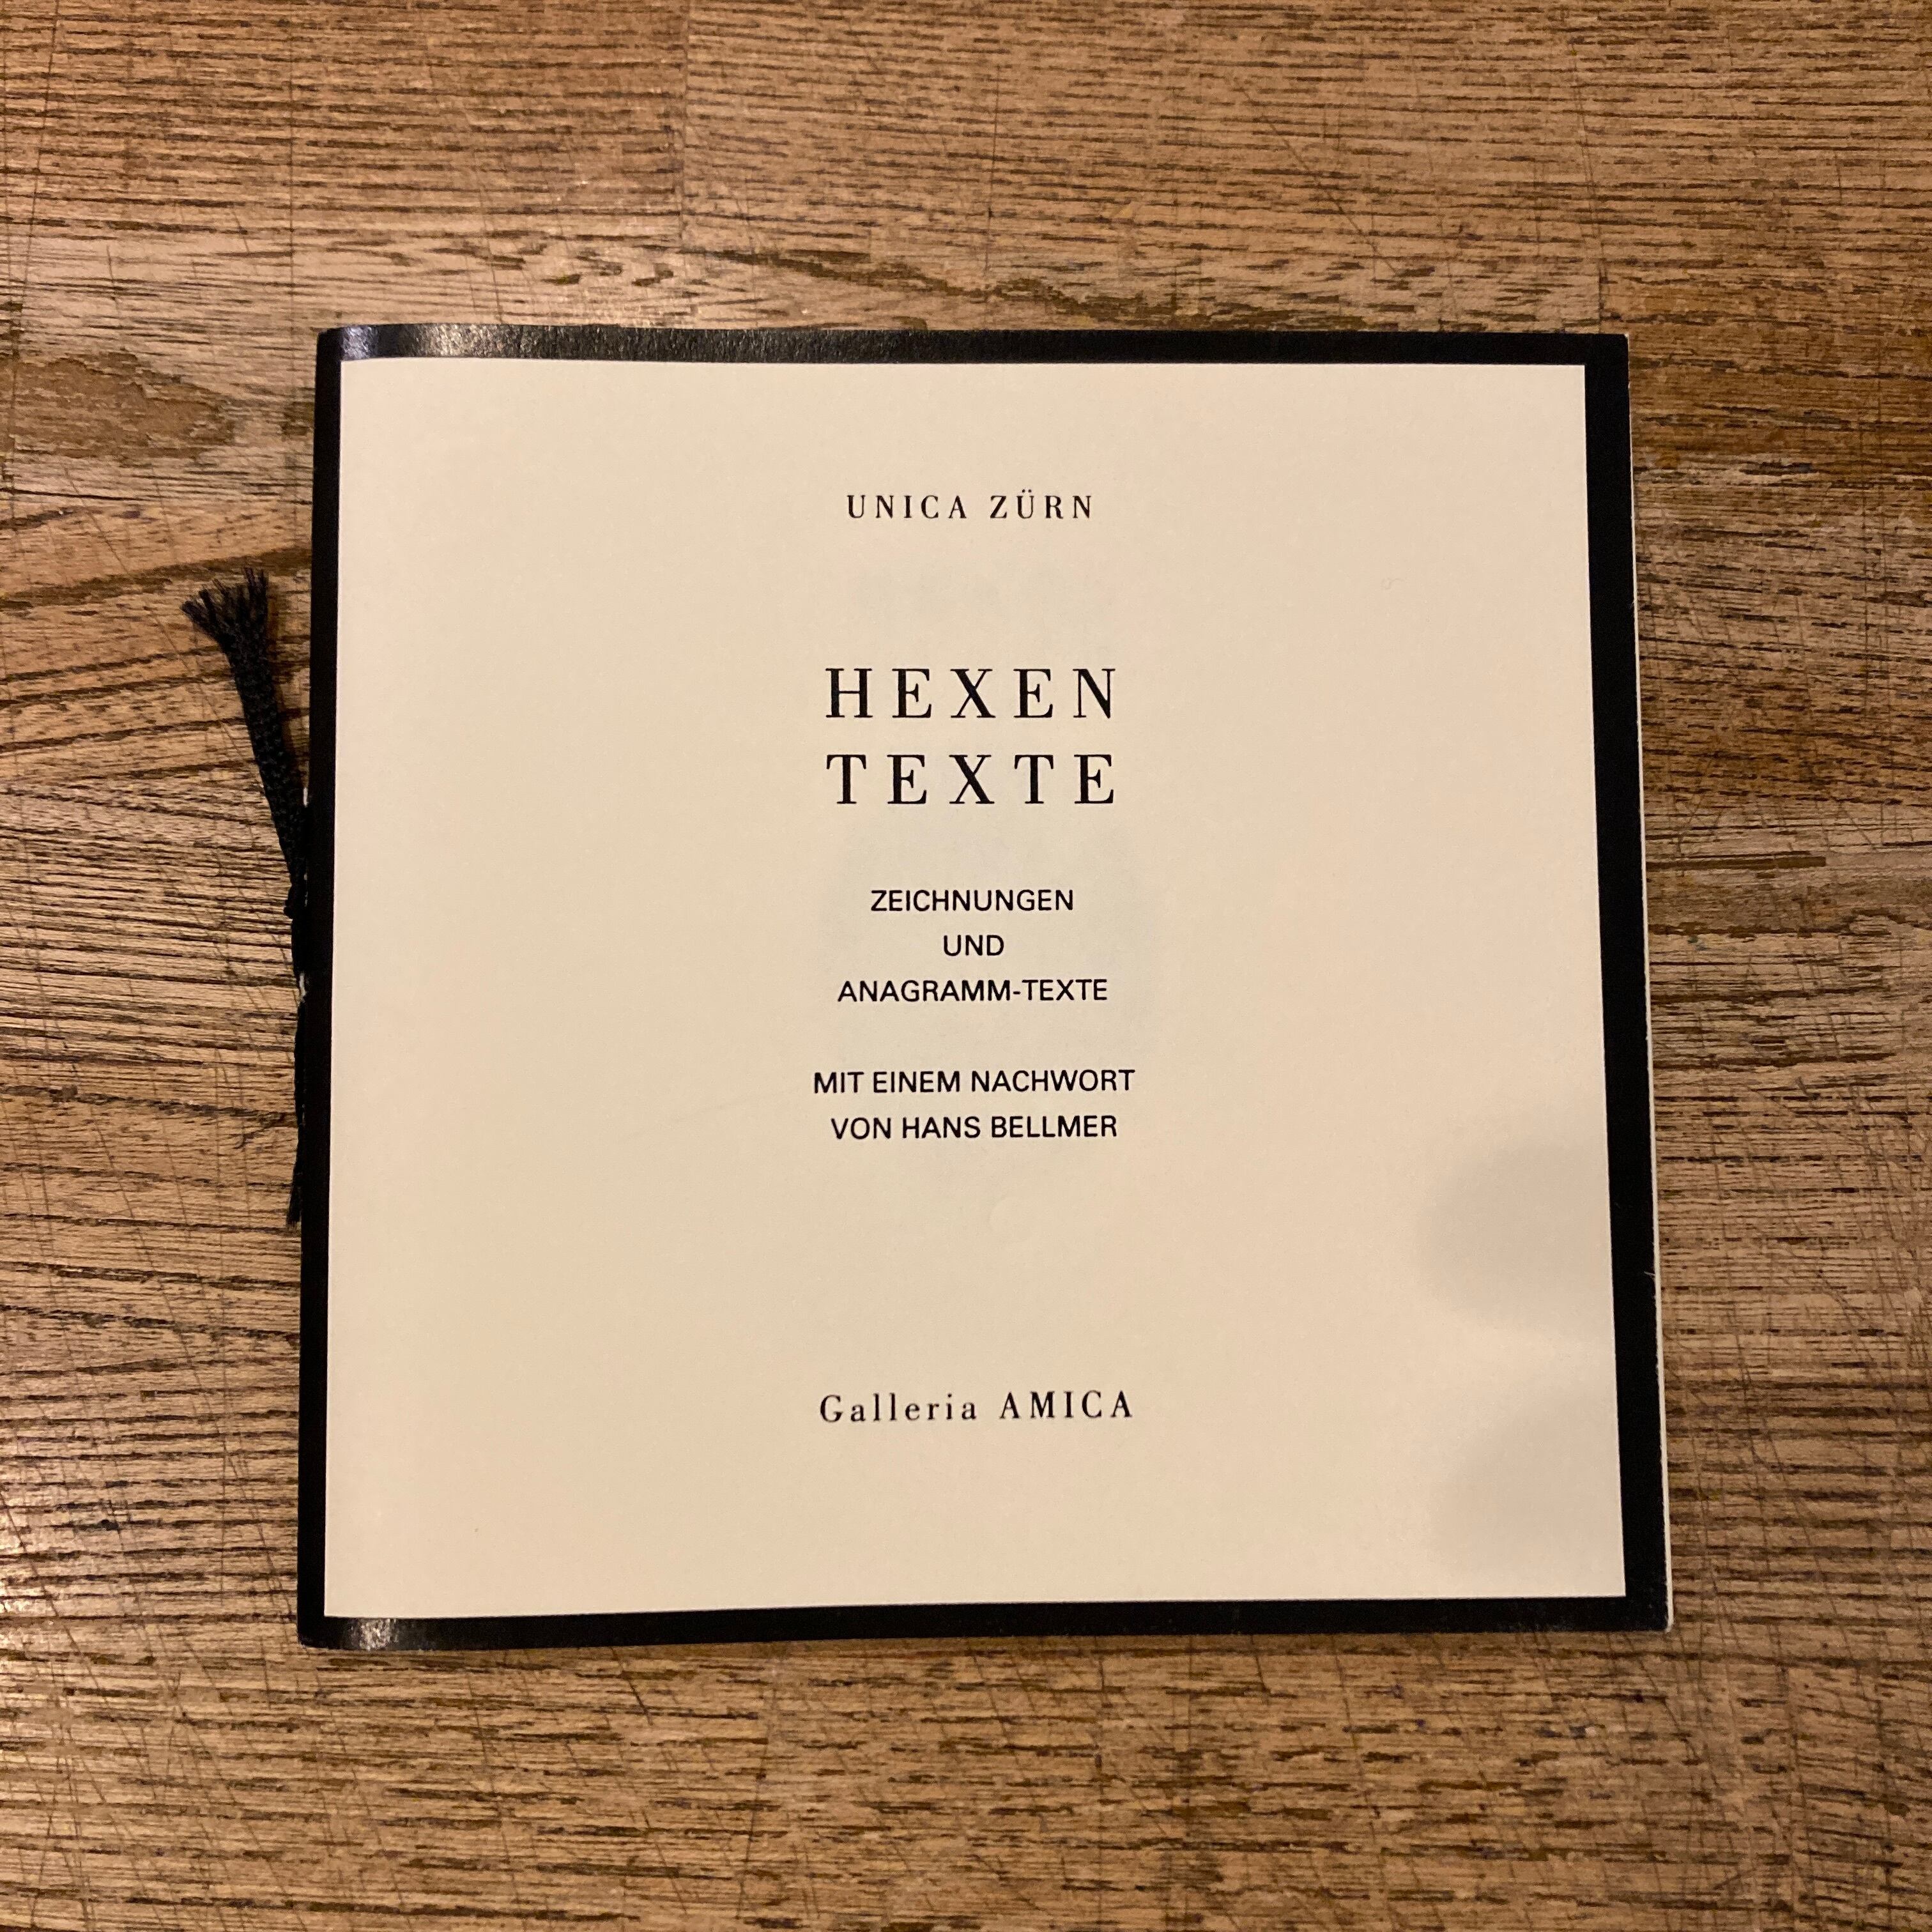 UNICA ZÜRN
HEXEN
TEXTE
ZEICHNUNGEN
UND
ANAGRAMM-TEXTE
MIT EINEM NACHWORT
VON HANS BELLMER
Galleria AMICA